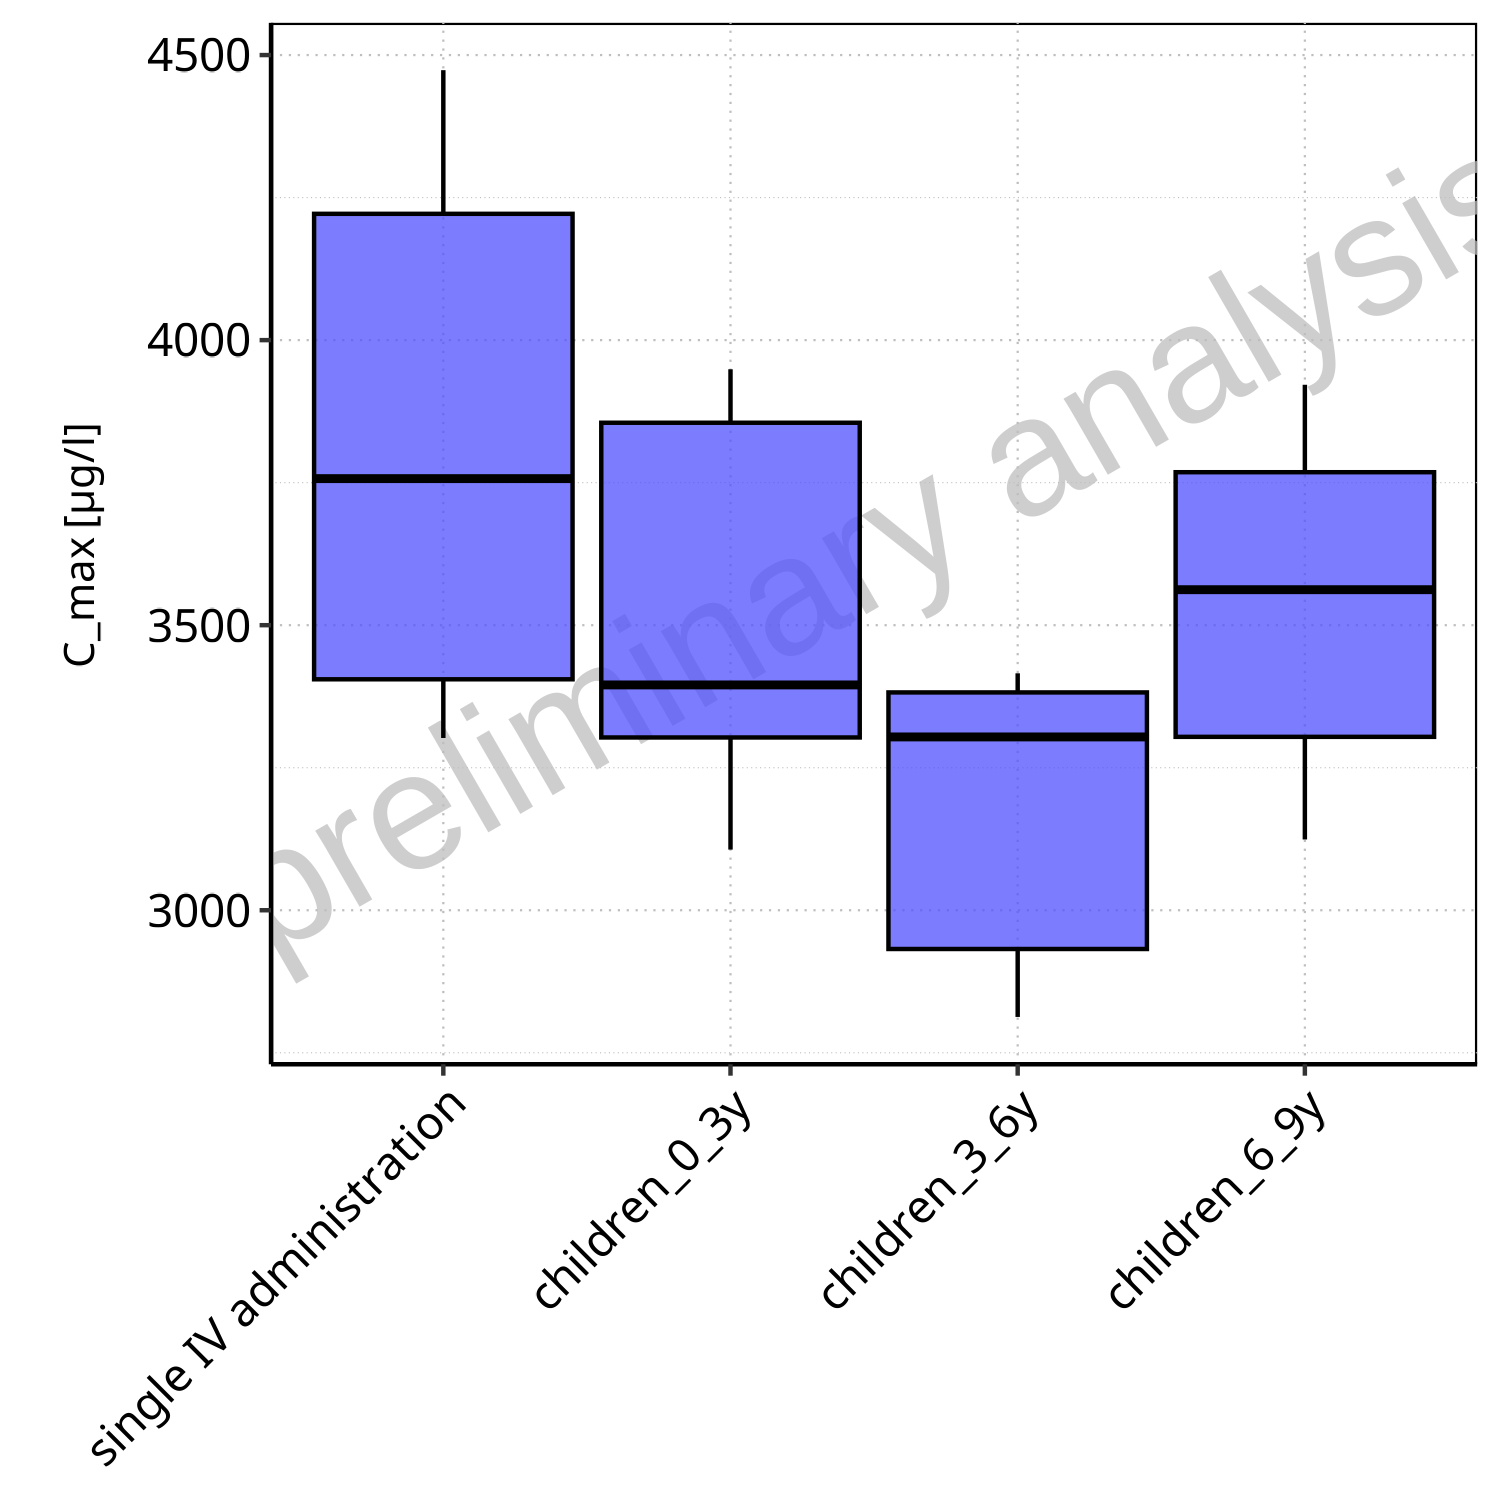 4500
4000
3500
3000
C_max [µg/l]
preliminary analysis
single IV administration
children_0_3y
children_3_6y
children_6_9y